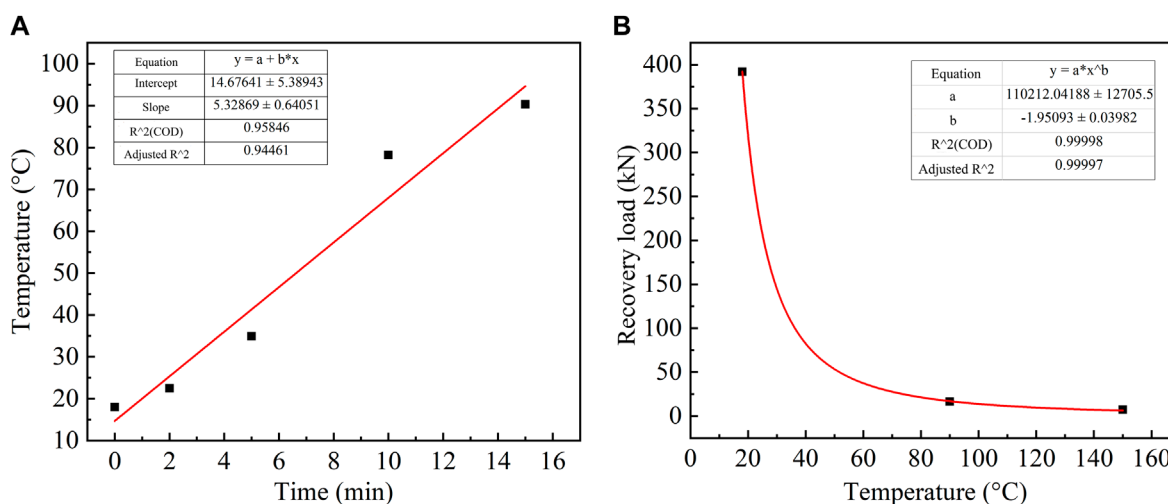 A
Equation y = a + b*x
Intercept 14.67641 ± 5.38943
Slope 5.32869 ± 0.64051
R^2(COD) 0.95846
Adjusted R^2 0.94461
Temperature (°C)
100
90
80
70
60
50
40
30
20
10
0 2 4 6 8 10 12 14 16
Time (min)
B
Equation y = a*x^b
a 110212.04188 ± 12705.5
b -1.95093 ± 0.03982
R^2(COD) 0.99998
Adjusted R^2 0.99997
Recovery load (kN)
400
350
300
250
200
150
100
50
0
0 20 40 60 80 100 120 140 160
Temperature (°C)